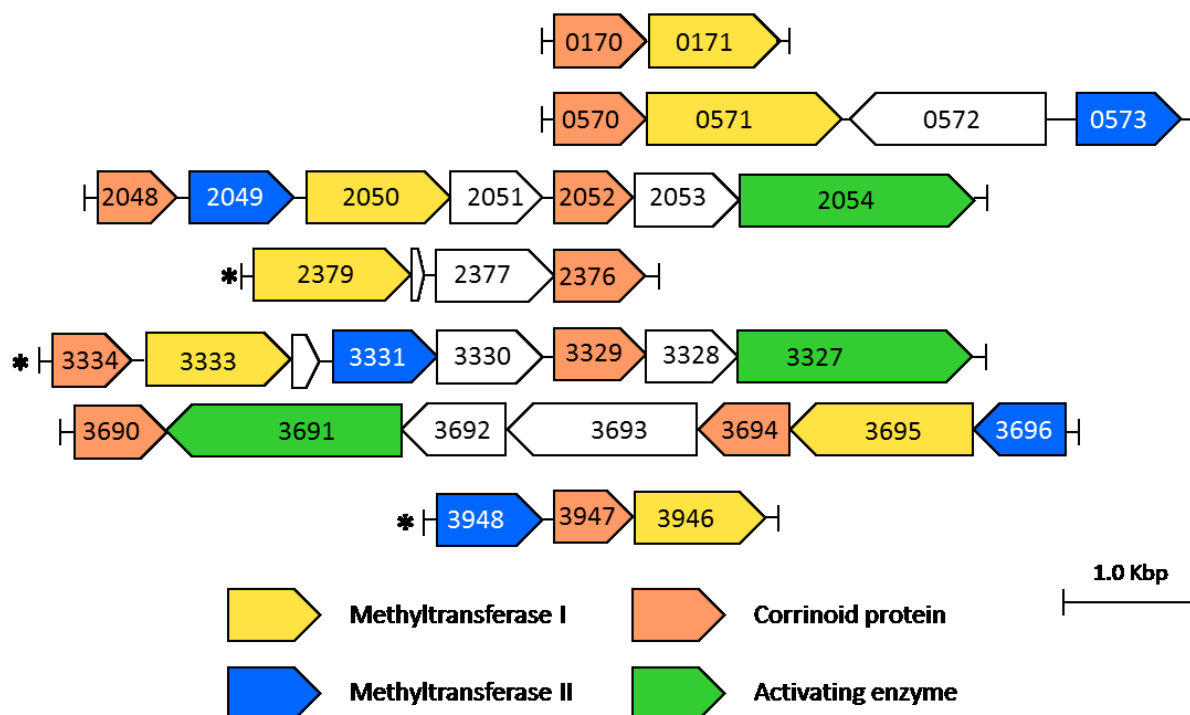 0170 0171
0570 0571 0572 0573
2048 2049 2050 2051 2052 2053 2054
* 2379 2377 2376
* 3334 3333 3331 3330 3329 3328 3327
3690 3691 3692 3693 3694 3695 3696
* 3948 3947 3946
1.0 Kbp
Methyltransferase I Corrinoid protein
Methyltransferase II Activating enzyme